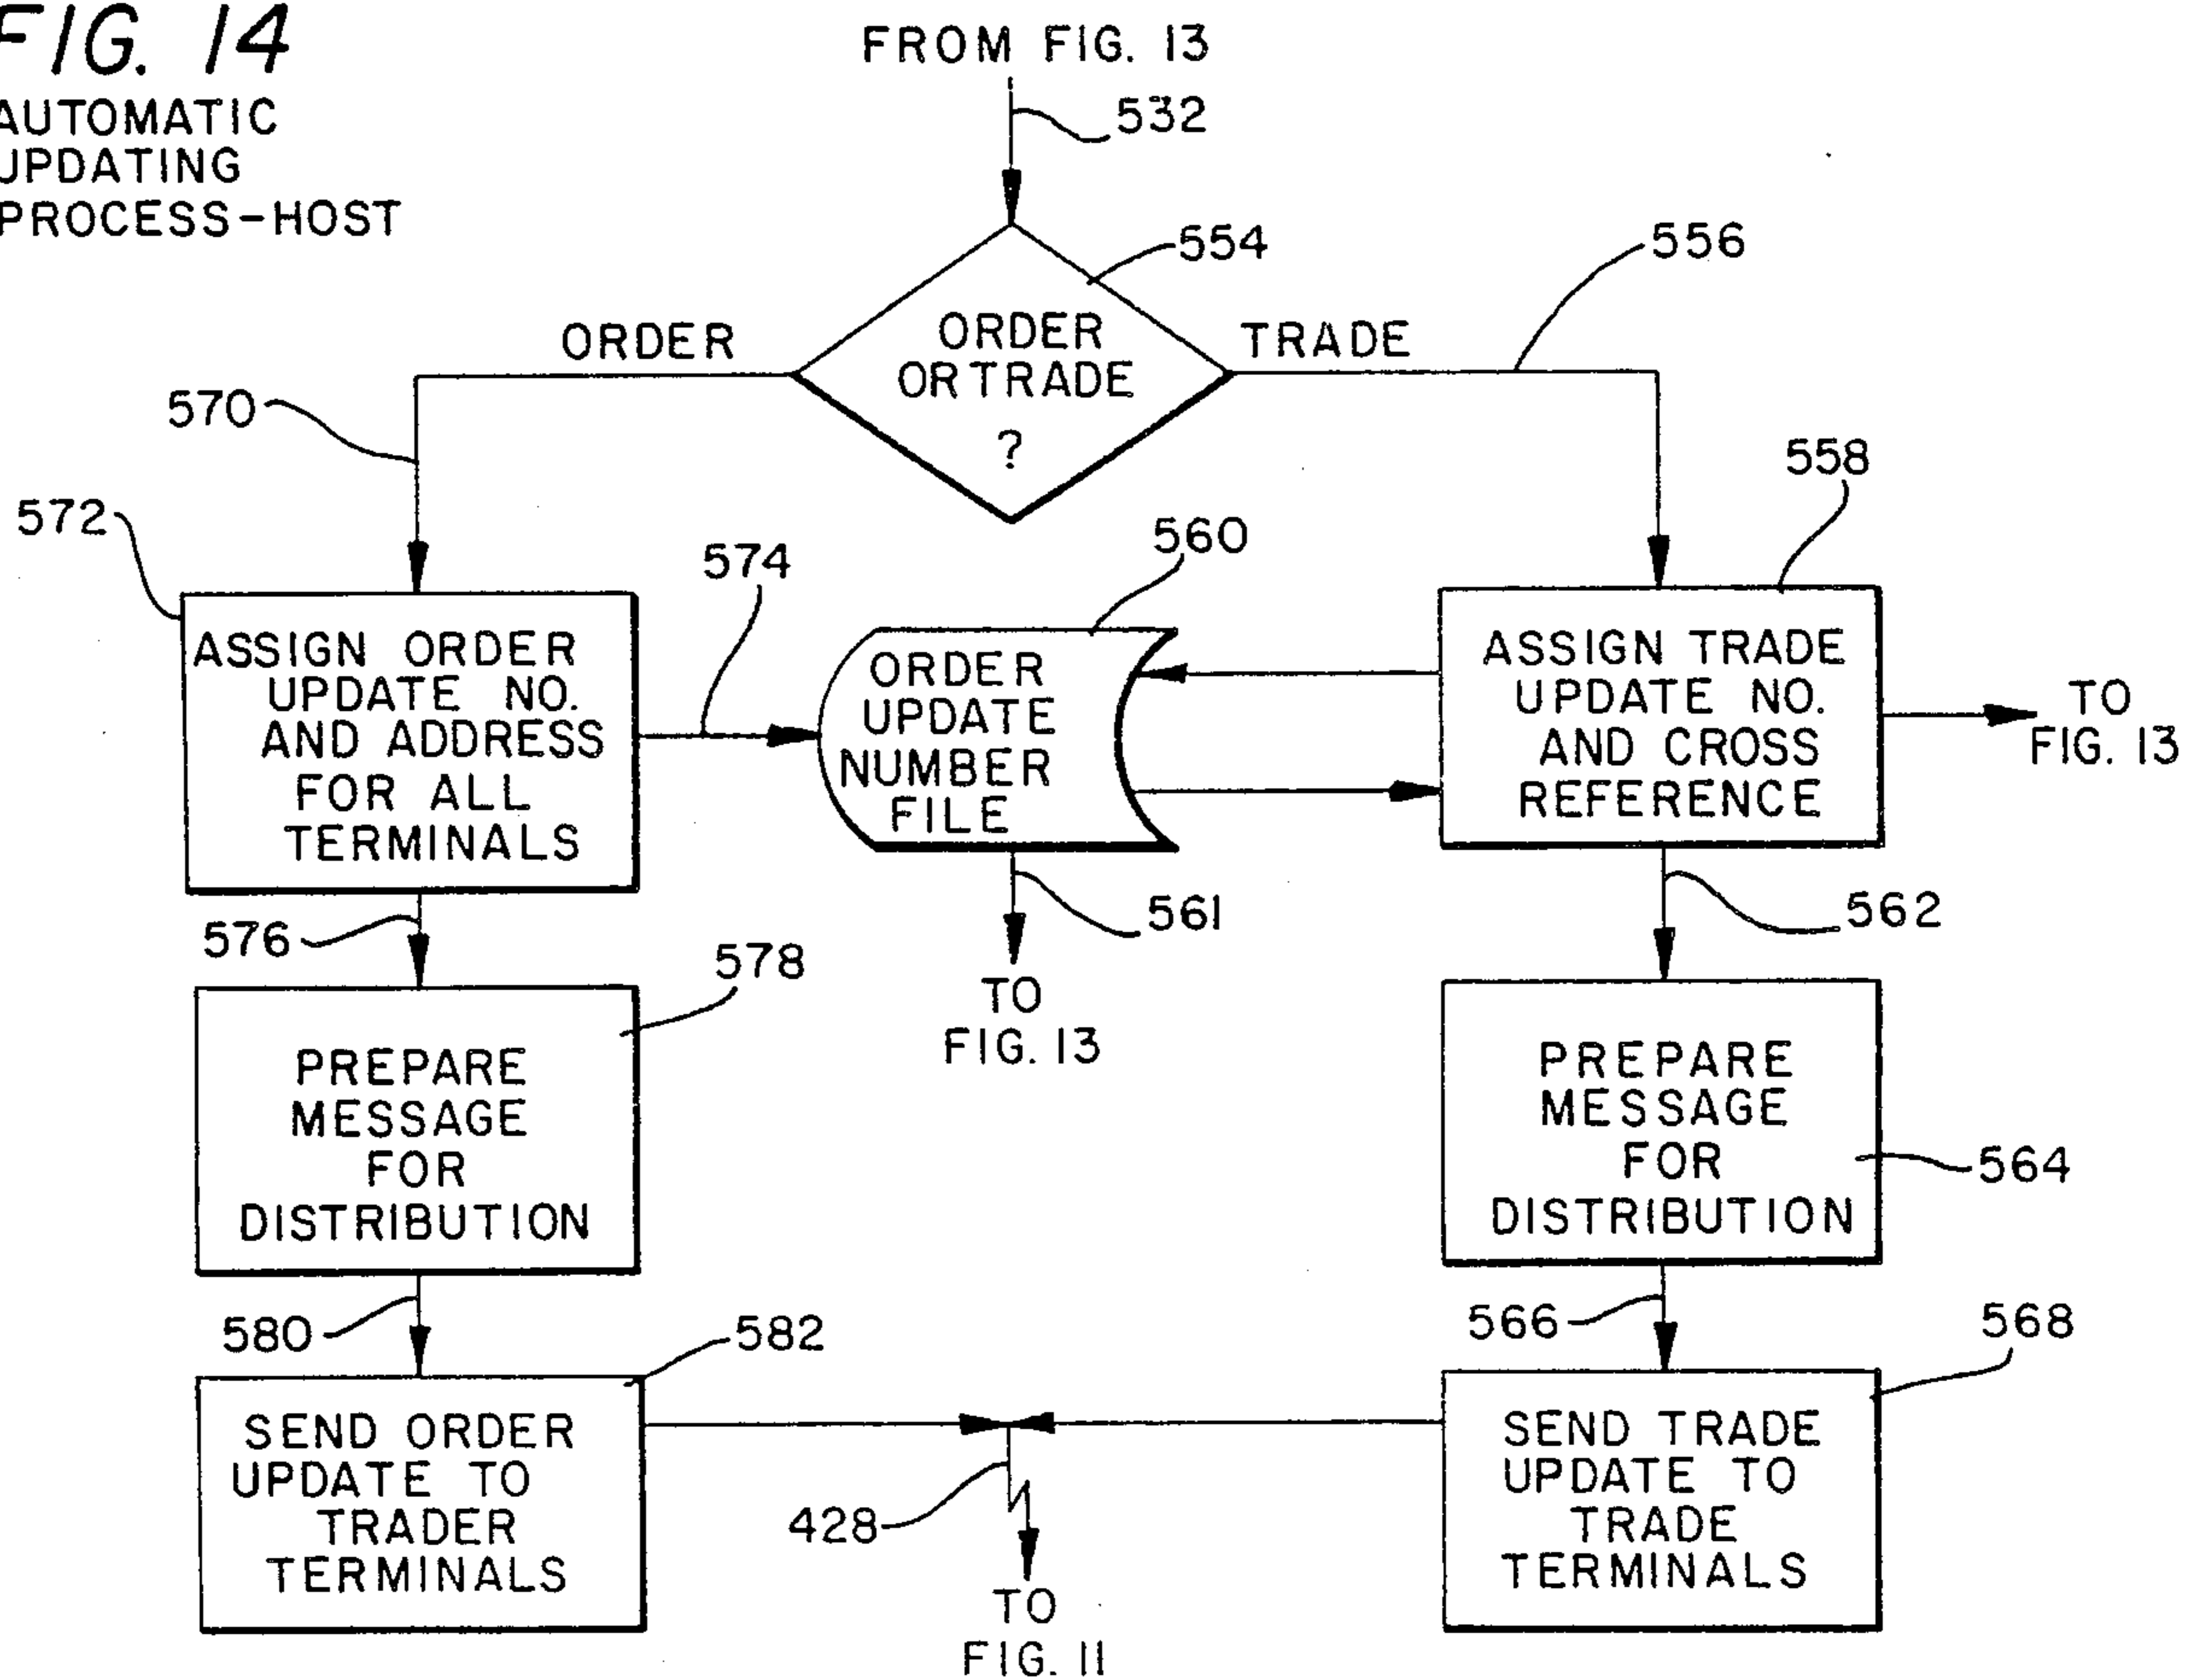 FIG. 14
AUTOMATIC
UPDATING
PROCESS-HOST
FROM FIG. 13
532
554
556
ORDER
ORDER
OR TRADE
?
TRADE
570
558
572
574
560
ASSIGN ORDER
UPDATE NO.
AND ADDRESS
FOR ALL
TERMINALS
ORDER
UPDATE
NUMBER
FILE
ASSIGN TRADE
UPDATE NO.
AND CROSS
REFERENCE
TO
FIG. 13
576
578
561
562
TO
FIG. 13
PREPARE
MESSAGE
FOR
DISTRIBUTION
PREPARE
MESSAGE
FOR
DISTRIBUTION
564
580
582
566
568
SEND ORDER
UPDATE TO
TRADER
TERMINALS
428
SEND TRADE
UPDATE TO
TRADE
TERMINALS
TO
FIG. 11